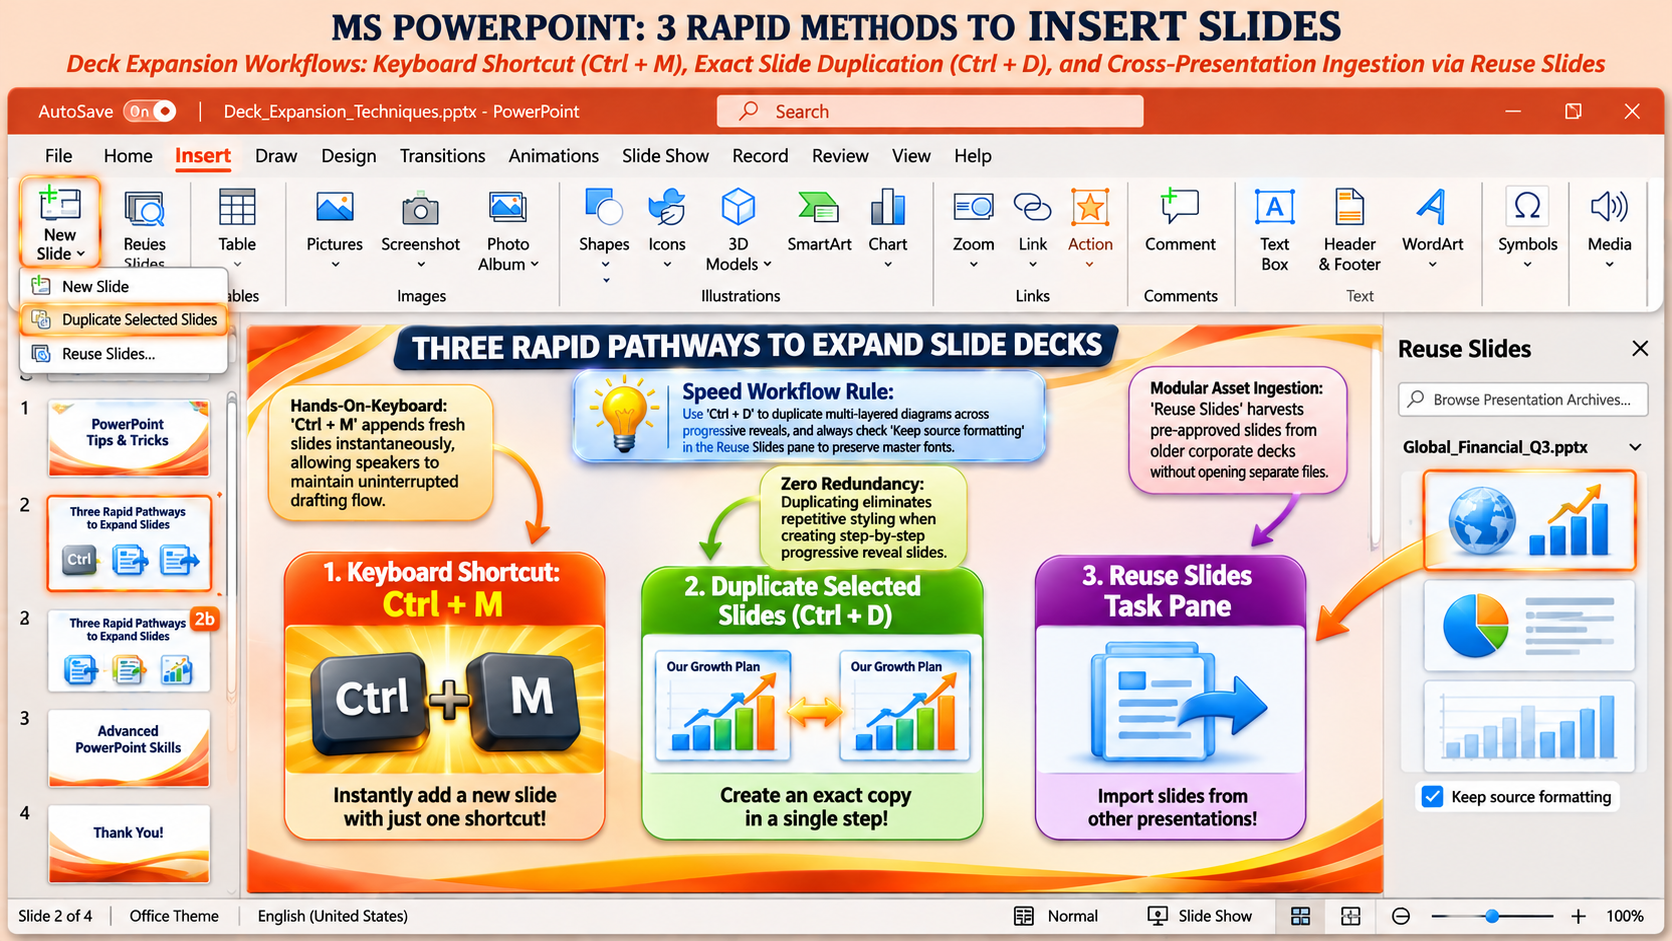 MS POWERPOINT: 3 RAPID METHODS TO INSERT SLIDES
Deck Expansion Workflows: Keyboard Shortcut (Ctrl + M), Exact Slide Duplication (Ctrl + D), and Cross-Presentation Ingestion via Reuse Slides
AutoSave On Deck_Expansion_Techniques.pptx - PowerPoint Search
File Home Insert Draw Design Transitions Animations Slide Show Record Review View Help
New
Slide
Reues
Slides
Table
Pictures
Screenshot
Photo
Album
Shapes
Icons
3D
Models
SmartArt
Chart
Zoom
Link
Action
Comment
Text
Box
Header
& Footer
WordArt
Symbols
Media
ables
Images
Illustrations
Links
Comments
Text
New Slide
Duplicate Selected Slides
Reuse Slides...
1
PowerPoint
Tips & Tricks
2
Three Rapid Pathways
to Expand Slides
Ctrl
2b
Three Rapid Pathways
to Expand Slides
3
Advanced
PowerPoint Skills
4
Thank You!
THREE RAPID PATHWAYS TO EXPAND SLIDE DECKS
Hands-On-Keyboard:
'Ctrl + M' appends fresh
slides instantaneously,
allowing speakers to
maintain uninterrupted
drafting flow.
Speed Workflow Rule:
Use 'Ctrl + D' to duplicate multi-layered diagrams across
progressive reveals, and always check 'Keep source formatting'
in the Reuse Slides pane to preserve master fonts.
Zero Redundancy:
Duplicating eliminates
repetitive styling when
creating step-by-step
progressive reveal slides.
Modular Asset Ingestion:
'Reuse Slides' harvests
pre-approved slides from
older corporate decks
without opening separate files.
1. Keyboard Shortcut:
Ctrl + M
Ctrl + M
Instantly add a new slide
with just one shortcut!
2. Duplicate Selected
Slides (Ctrl + D)
Our Growth Plan
Our Growth Plan
Create an exact copy
in a single step!
3. Reuse Slides
Task Pane
Import slides from
other presentations!
Reuse Slides
Browse Presentation Archives...
Global_Financial_Q3.pptx
Keep source formatting
Slide 2 of 4 Office Theme English (United States) Normal Slide Show 100%